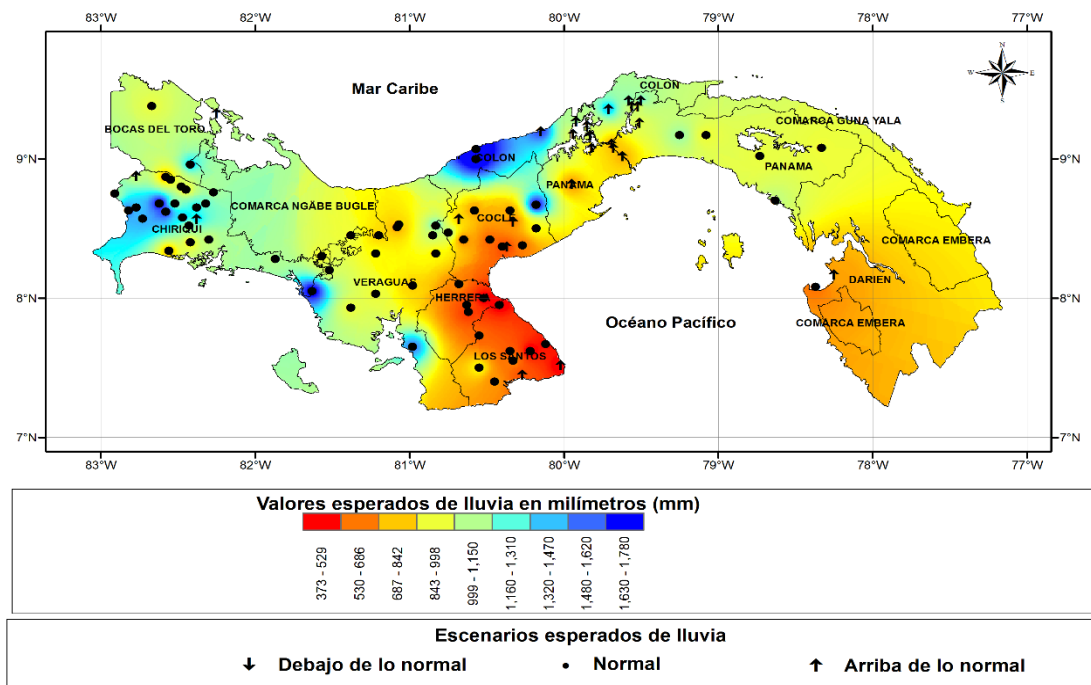 83°W 82°W 81°W 80°W 79°W 78°W 77°W
N
W E
S
Mar Caribe
COLON
BOCAS DEL TORO
COMARCA GUNA YALA
9°N 9°N
COLON
PANAMA
PANAMA
COMARCA NGÄBE BUGLE
COCLE
CHIRIQUI
COMARCA EMBERA
VERAGUAS
DARIEN
8°N 8°N
HERRERA
Océano Pacífico
COMARCA EMBERA
LOS SANTOS
7°N 7°N
83°W 82°W 81°W 80°W 79°W 78°W 77°W
Valores esperados de lluvia en milímetros (mm)
373 - 529
530 - 686
687 - 842
843 - 998
999 - 1,150
1,160 - 1,310
1,320 - 1,470
1,480 - 1,620
1,630 - 1,780
Escenarios esperados de lluvia
Debajo de lo normal Normal Arriba de lo normal